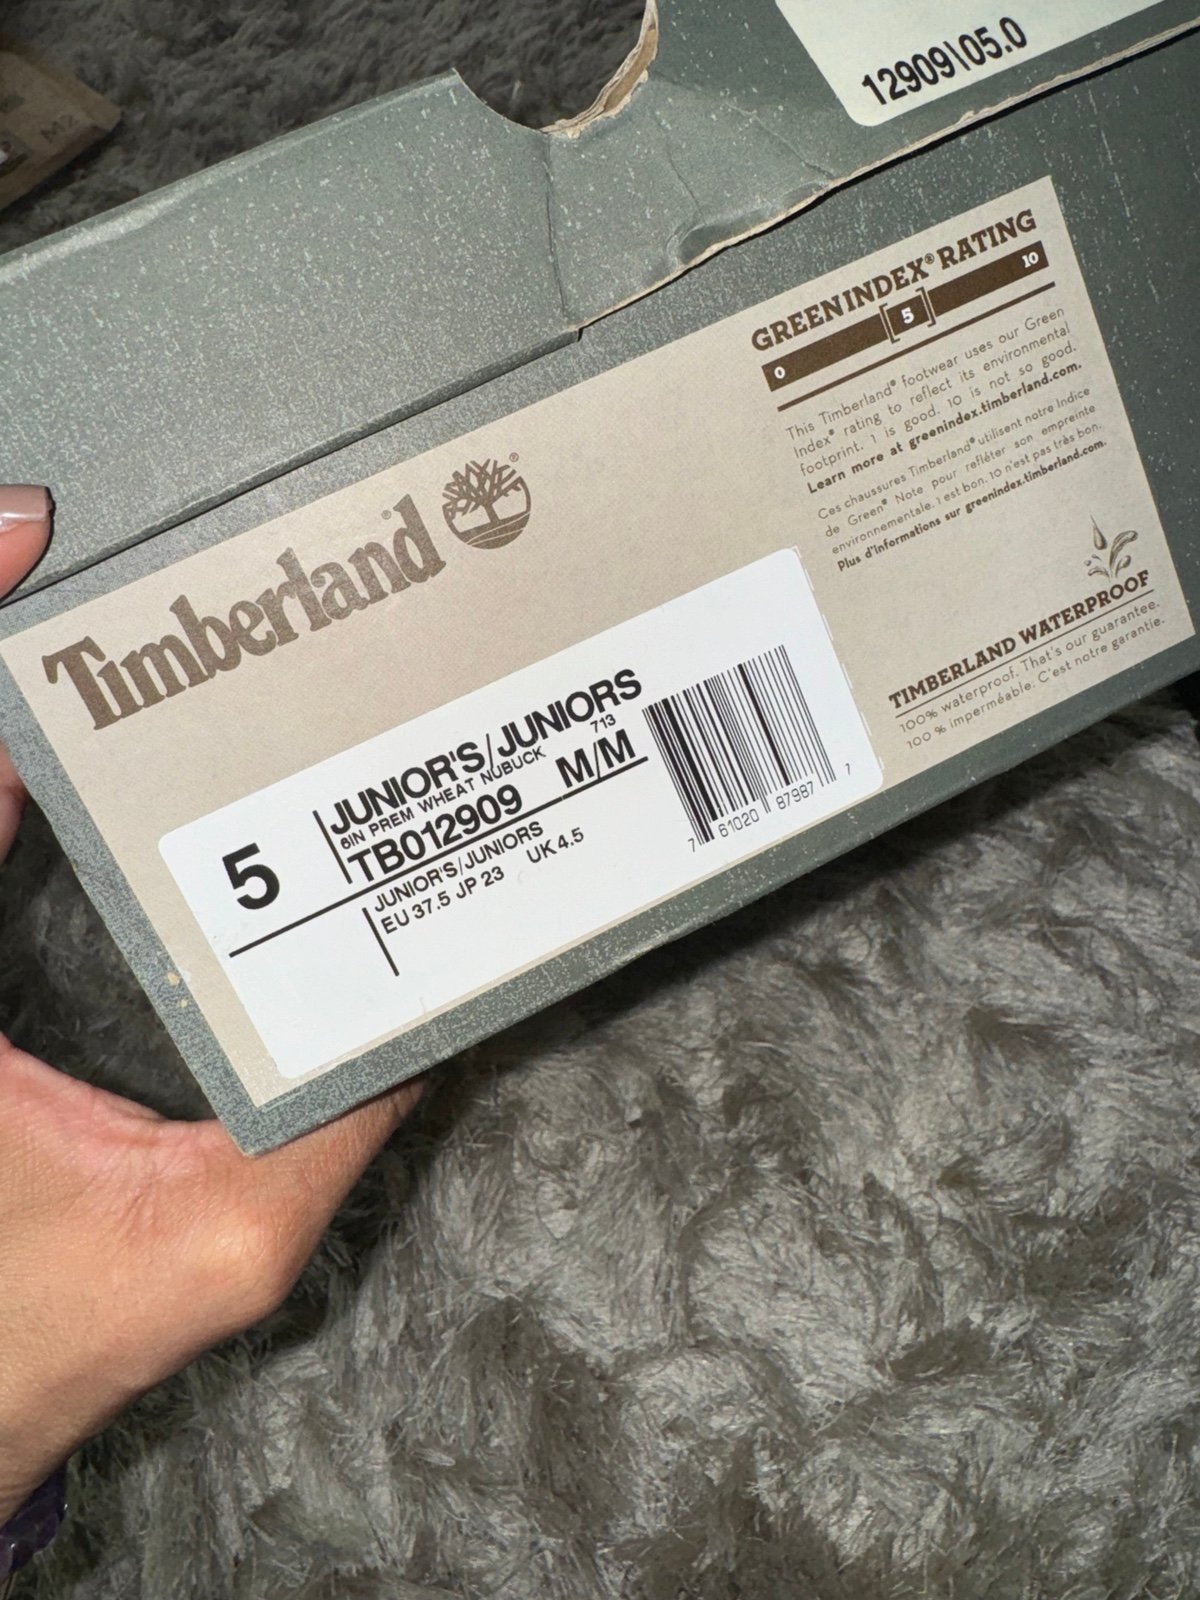 12909\05.0
M2
GREEN INDEX® RATING
0 [5] 10
This Timberland® footwear uses our Green
Index® rating to reflect its environmental
footprint. 1 is good. 10 is not so good.
Learn more at greenindex.timberland.com.
Ces chaussures Timberland® utilisent notre Indice
de Green® Note pour refléter son empreinte
environnementale. 1 est bon. 10 n'est pas très bon.
Plus d'informations sur greenindex.timberland.com.
Timberland®
TIMBERLAND WATERPROOF
100% waterproof. That's our guarantee.
100 % imperméable. C'est notre garantie.
5
JUNIOR'S/JUNIORS
6IN PREM WHEAT NUBUCK 713
TB012909 M/M
JUNIOR'S/JUNIORS
EU 37.5 JP 23 UK 4.5
7 61020 87987 7